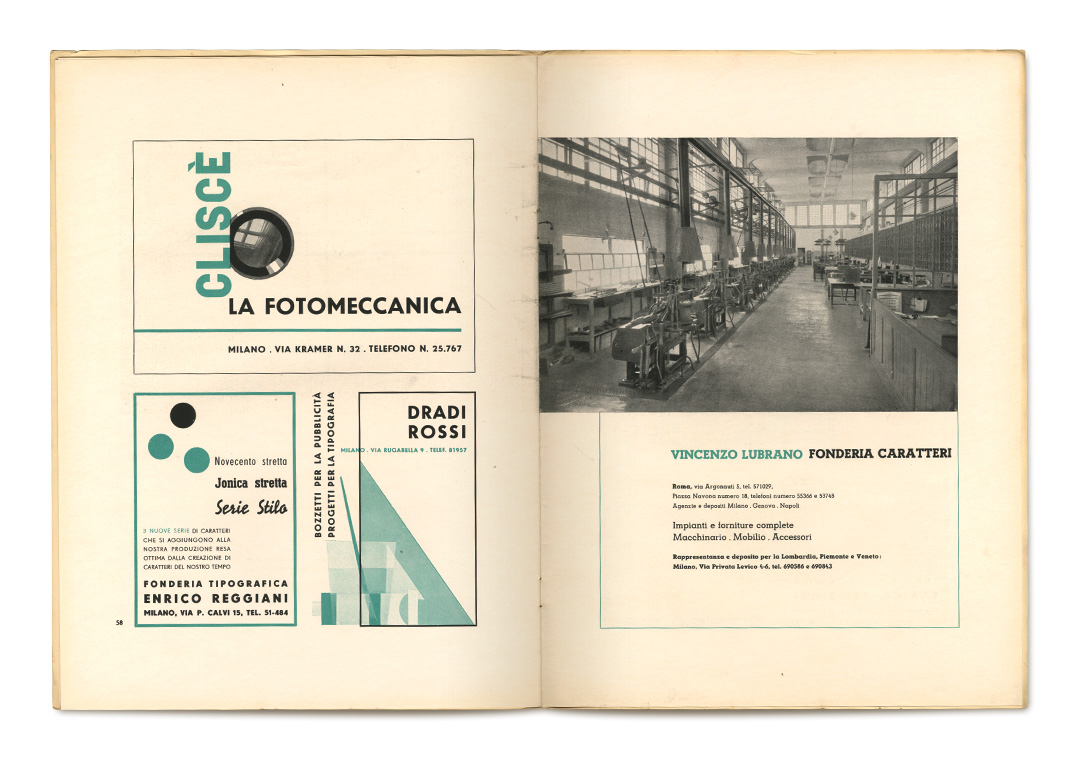 CLISCÈ
LA FOTOMECCANICA
MILANO . VIA KRAMER N. 32 . TELEFONO N. 25.767
Novecento stretta
Jonica stretta
Serie Stilo
3 NUOVE SERIE DI CARATTERI
CHE SI AGGIUNGONO ALLA
NOSTRA PRODUZIONE RESA
OTTIMA DALLA CREAZIONE DI
CARATTERI DEL NOSTRO TEMPO
FONDERIA TIPOGRAFICA
ENRICO REGGIANI
MILANO, VIA P. CALVI 15, TEL. 51-484
BOZZETTI PER LA PUBBLICITÀ
PROGETTI PER LA TIPOGRAFIA
DRADI
ROSSI
MILANO . VIA RUGABELLA 9 . TELEF. 81957
58
VINCENZO LUBRANO FONDERIA CARATTERI
Roma, via Argonauti 5, tel. 571029,
Piazza Navona numero 18, telefoni numero 55366 e 53745
Agenzie e depositi Milano . Genova . Napoli
Impianti e forniture complete
Macchinario . Mobilio . Accessori
Rappresentanza e deposito per la Lombardia, Piemonte e Veneto:
Milano, Via Privata Levico 4-6, tel. 690586 e 690843